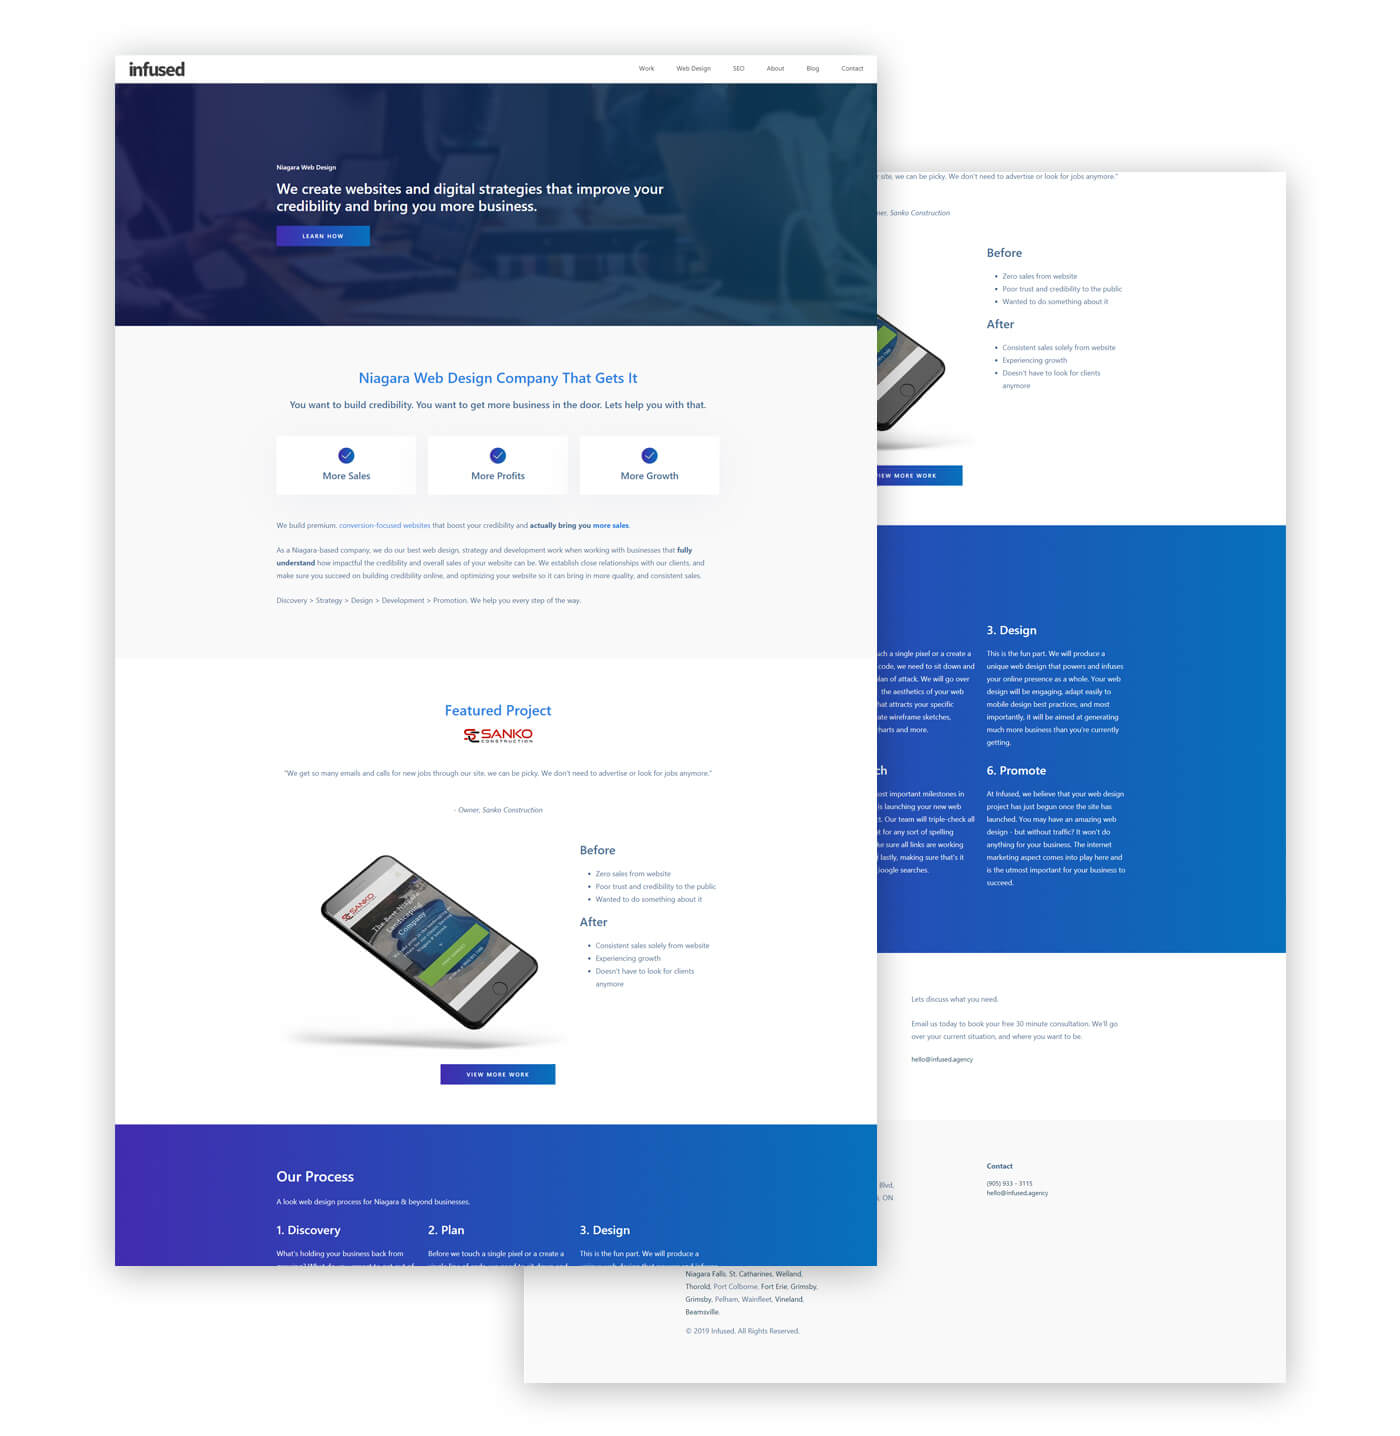 infused
Work Web Design SEO About Blog Contact
Niagara Web Design
We create websites and digital strategies that improve your
credibility and bring you more business.
LEARN HOW
Niagara Web Design Company That Gets It
You want to build credibility. You want to get more business in the door. Lets help you with that.
More Sales More Profits More Growth
We build premium, conversion-focused websites that boost your credibility and actually bring you more sales.
As a Niagara-based company, we do our best web design, strategy and development work when working with businesses that fully
understand how impactful the credibility and overall sales of your website can be. We establish close relationships with our clients, and
make sure you succeed on building credibility online, and optimizing your website so it can bring in more quality, and consistent sales.
Discovery > Strategy > Design > Development > Promotion. We help you every step of the way.
Featured Project
SANKO
CONSTRUCTION
"We get so many emails and calls for new jobs through our site, we can be picky. We don't need to advertise or look for jobs anymore."
- Owner, Sanko Construction
SANKO
The Best Niagara
Landscaping
Company
Before
• Zero sales from website
• Poor trust and credibility to the public
• Wanted to do something about it
After
• Consistent sales solely from website
• Experiencing growth
• Doesn't have to look for clients
anymore
VIEW MORE WORK
Our Process
A look web design process for Niagara & beyond businesses.
1. Discovery
What's holding your business back from
2. Plan
Before we touch a single pixel or a create a
3. Design
This is the fun part. We will produce a
site, we can be picky. We don't need to advertise or look for jobs anymore."
Sanko Construction
Before
• Zero sales from website
• Poor trust and credibility to the public
• Wanted to do something about it
After
• Consistent sales solely from website
• Experiencing growth
• Doesn't have to look for clients
anymore
VIEW MORE WORK
uch a single pixel or a create a
code, we need to sit down and
lan of attack. We will go over
the aesthetics of your web
hat attracts your specific
ate wireframe sketches,
harts and more.
3. Design
This is the fun part. We will produce a
unique web design that powers and infuses
your online presence as a whole. Your web
design will be engaging, adapt easily to
mobile design best practices, and most
importantly, it will be aimed at generating
much more business than you're currently
getting.
ch
ost important milestones in
is launching your new web
ct. Our team will triple-check all
t for any sort of spelling
ke sure all links are working
lastly, making sure that's it
oogle searches.
6. Promote
At Infused, we believe that your web design
project has just begun once the site has
launched. You may have an amazing web
design - but without traffic? It won't do
anything for your business. The internet
marketing aspect comes into play here and
is the utmost important for your business to
succeed.
Lets discuss what you need.
Email us today to book your free 30 minute consultation. We'll go
over your current situation, and where you want to be.
hello@infused.agency
Blvd,
ON
Contact
(905) 933 - 3115
hello@infused.agency
Niagara Falls, St. Catharines, Welland,
Thorold, Port Colborne, Fort Erie, Grimsby,
Grimsby, Pelham, Wainfleet, Vineland,
Beamsville.
© 2019 Infused. All Rights Reserved.